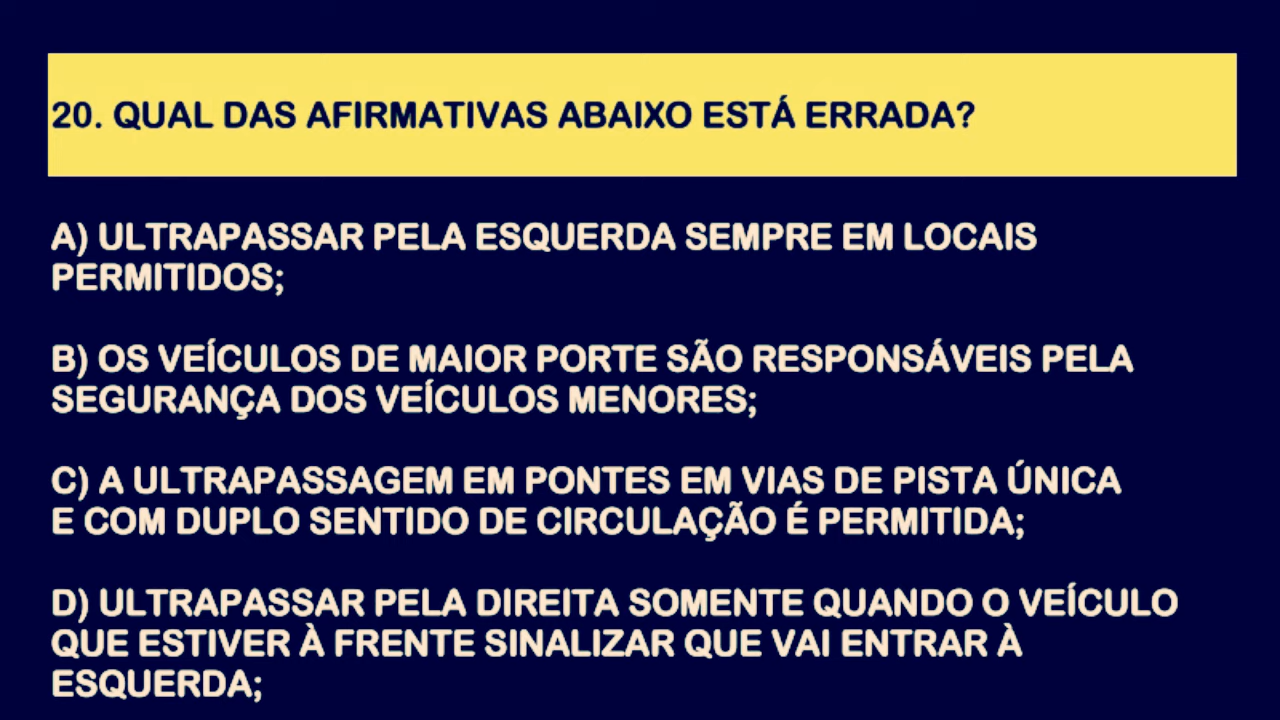 20. QUAL DAS AFIRMATIVAS ABAIXO ESTÁ ERRADA?
A) ULTRAPASSAR PELA ESQUERDA SEMPRE EM LOCAIS
PERMITIDOS;
B) OS VEÍCULOS DE MAIOR PORTE SÃO RESPONSÁVEIS PELA
SEGURANÇA DOS VEÍCULOS MENORES;
C) A ULTRAPASSAGEM EM PONTES EM VIAS DE PISTA ÚNICA
E COM DUPLO SENTIDO DE CIRCULAÇÃO É PERMITIDA;
D) ULTRAPASSAR PELA DIREITA SOMENTE QUANDO O VEÍCULO
QUE ESTIVER À FRENTE SINALIZAR QUE VAI ENTRAR À
ESQUERDA;